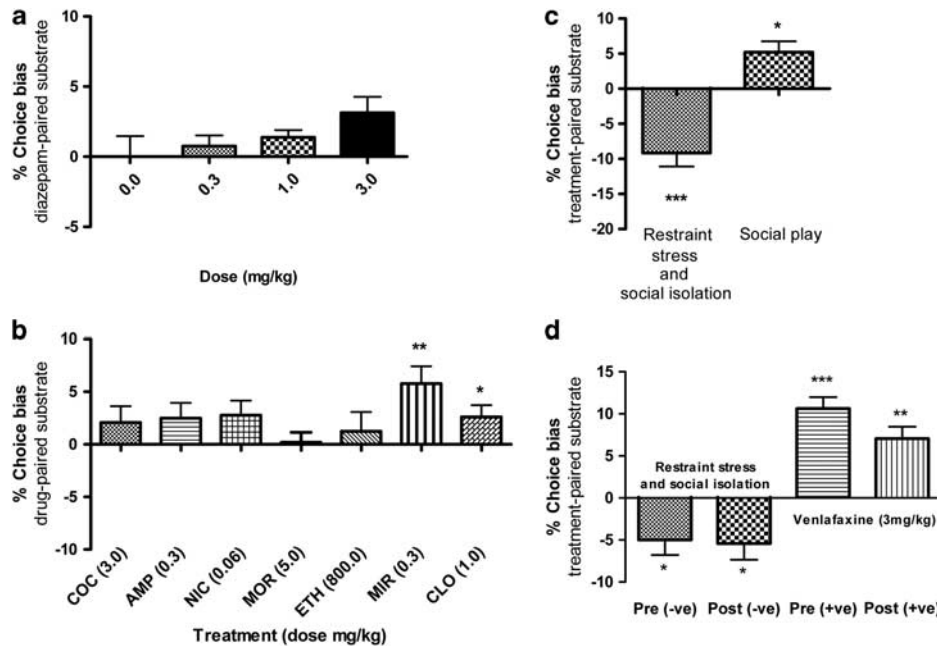 a
% Choice bias
diazepam-paired substrate
10
5
0
-5
0.0
0.3
1.0
3.0
Dose (mg/kg)
b
% Choice bias
drug-paired substrate
10
5
0
-5
-10
**
*
COC (3.0)
AMP (0.3)
NIC (0.06)
MOR (5.0)
ETH (800.0)
MIR (0.3)
CLO (1.0)
Treatment (dose mg/kg)
c
% Choice bias
treatment-paired substrate
10
5
0
-5
-10
-15
-20
*
***
Restraint
stress
and
social isolation
Social play
d
% Choice bias
treatment-paired substrate
15
10
5
0
-5
-10
***
**
Restraint stress
and social isolation
Venlafaxine (3mg/kg)
*
*
Pre (-ve)
Post (-ve)
Pre (+ve)
Post (+ve)